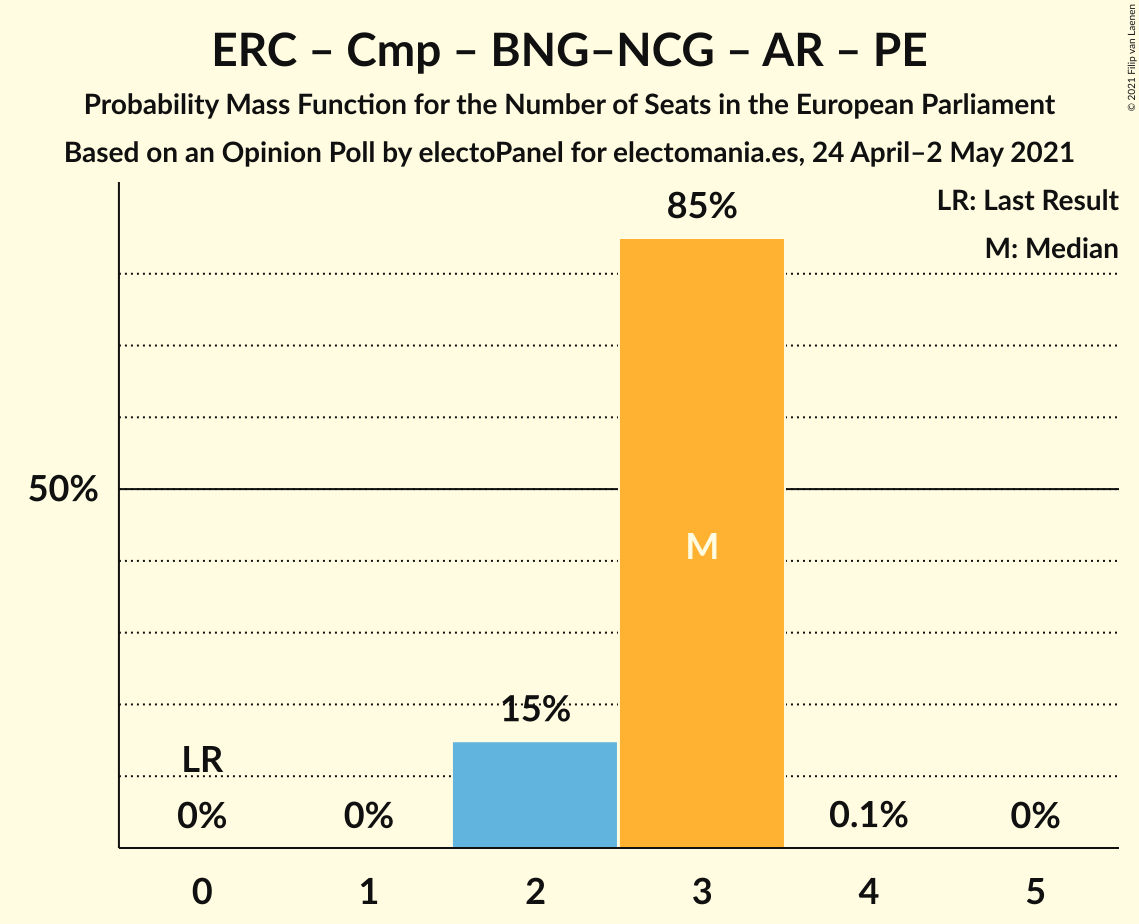 ERC – Cmp – BNG–NCG – AR – PE
Probability Mass Function for the Number of Seats in the European Parliament
Based on an Opinion Poll by electoPanel for electomania.es, 24 April–2 May 2021
© 2021 Filip van Laenen
LR: Last Result
M: Median
85%
50%
M
15%
LR
0%
0%
0.1%
0%
0 1 2 3 4 5